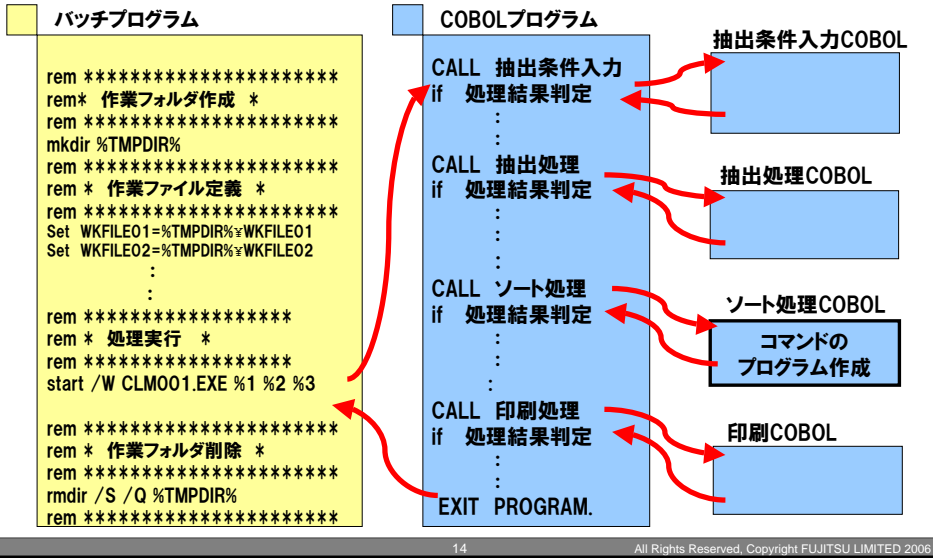 バッチプログラム
rem **********************
rem* 作業フォルダ作成 *
rem **********************
mkdir %TMPDIR%
rem **********************
rem * 作業ファイル定義 *
rem **********************
Set WKFILE01=%TMPDIR%¥WKFILE01
Set WKFILE02=%TMPDIR%¥WKFILE02
:
:
rem ******************
rem * 処理実行 *
rem ******************
start /W CLM001.EXE %1 %2 %3
rem **********************
rem * 作業フォルダ削除 *
rem **********************
rmdir /S /Q %TMPDIR%
rem **********************
COBOLプログラム
CALL 抽出条件入力
if 処理結果判定
:
:
CALL 抽出処理
if 処理結果判定
:
:
:
CALL ソート処理
if 処理結果判定
:
:
:
CALL 印刷処理
if 処理結果判定
:
:
EXIT PROGRAM.
抽出条件入力COBOL
抽出処理COBOL
ソート処理COBOL
コマンドの
プログラム作成
印刷COBOL
14
All Rights Reserved, Copyright FUJITSU LIMITED 2006